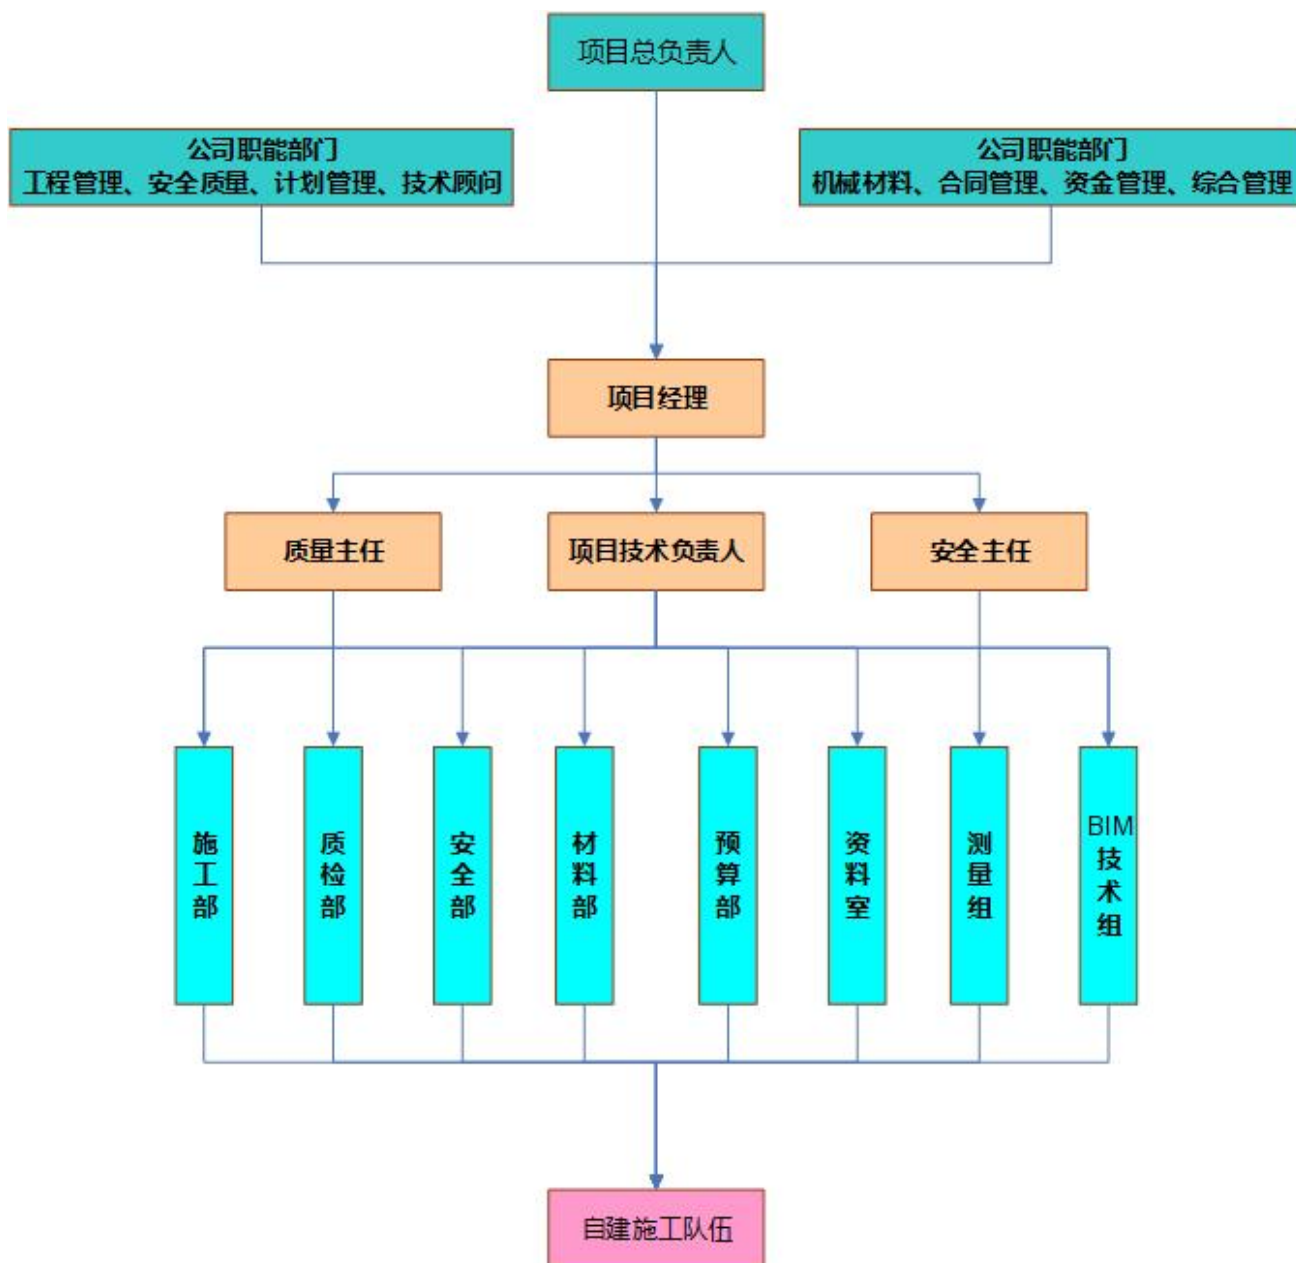 项目总负责人
公司职能部门
工程管理、安全质量、计划管理、技术顾问
公司职能部门
机械材料、合同管理、资金管理、综合管理
项目经理
质量主任
项目技术负责人
安全主任
施工部
质检部
安全部
材料部
预算部
资料室
测量组
BIM技术组
自建施工队伍